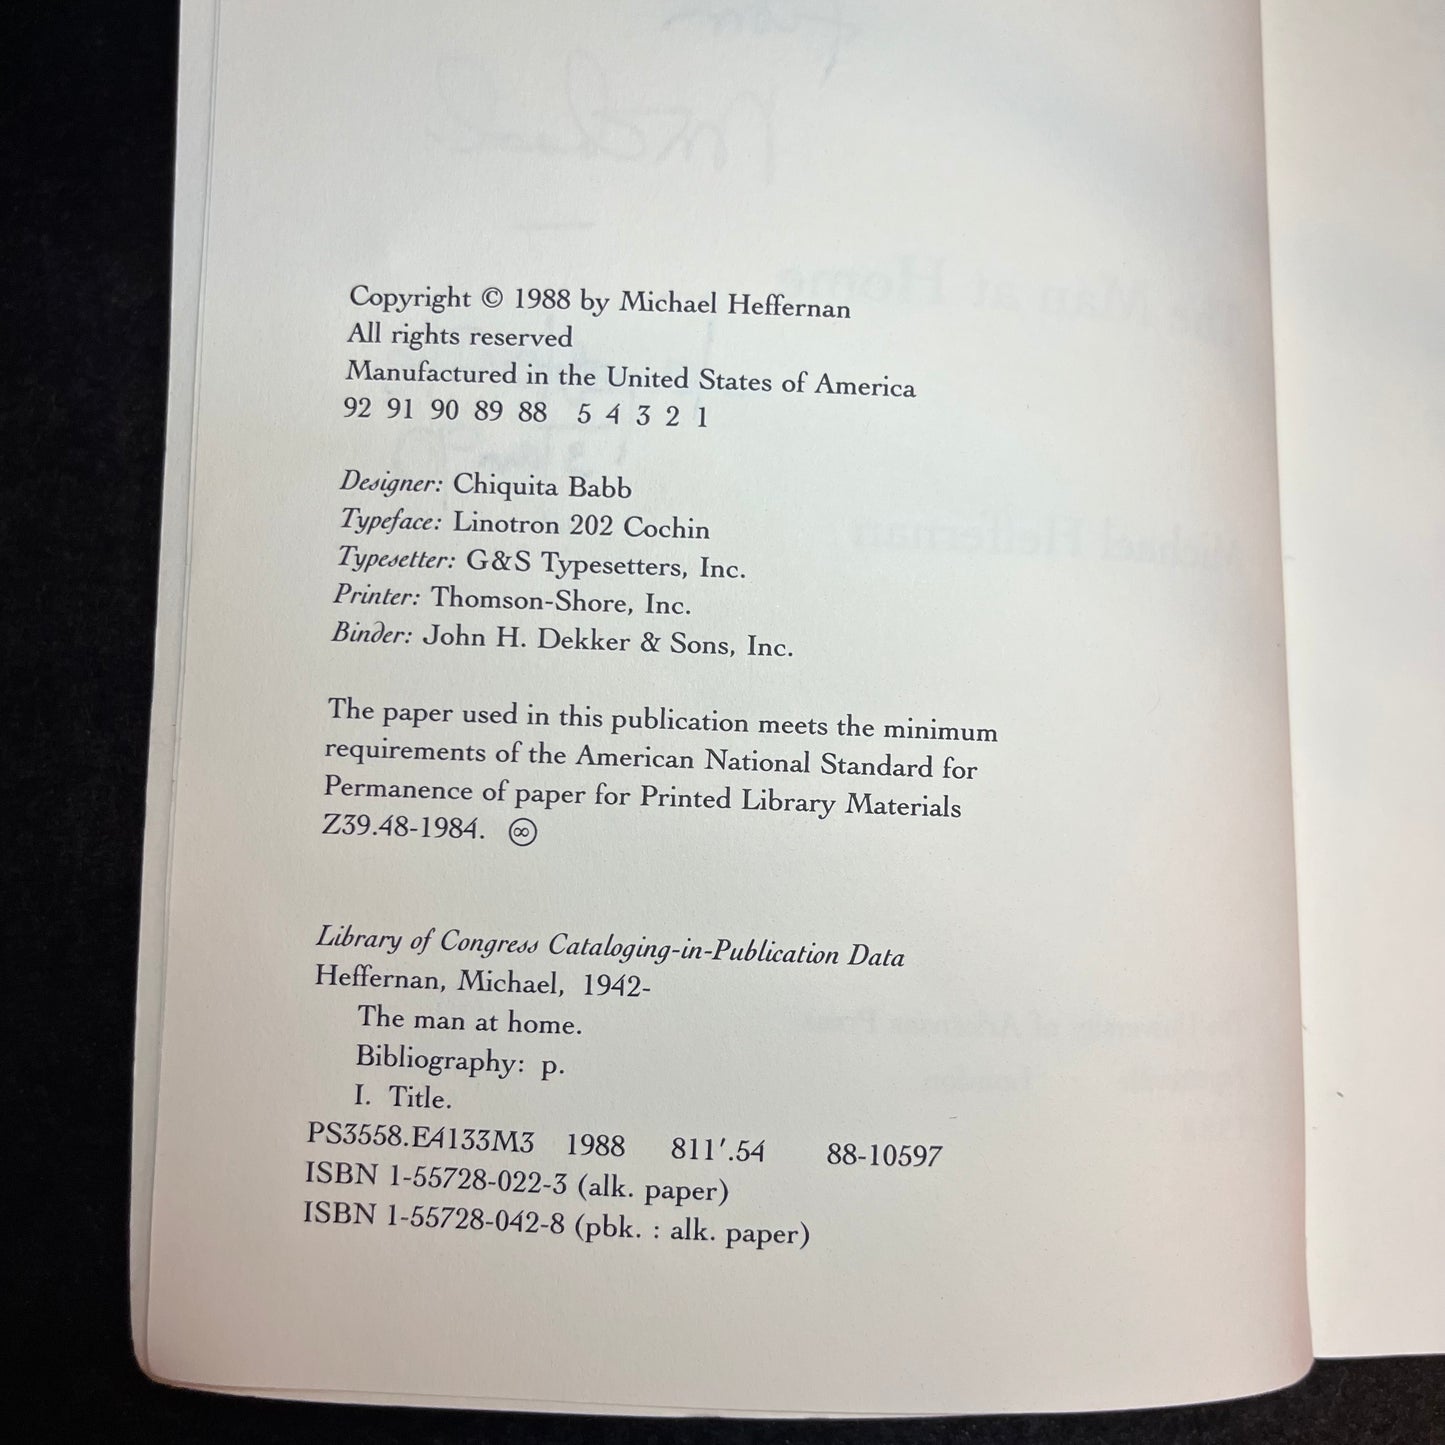 Copyright © 1988 by Michael Heffernan
All rights reserved
Manufactured in the United States of America
92 91 90 89 88 5 4 3 2 1
Designer: Chiquita Babb
Typeface: Linotron 202 Cochin
Typesetter: G&S Typesetters, Inc.
Printer: Thomson-Shore, Inc.
Binder: John H. Dekker & Sons, Inc.
The paper used in this publication meets the minimum
requirements of the American National Standard for
Permanence of paper for Printed Library Materials
Z39.48-1984. ∞
Library of Congress Cataloging-in-Publication Data
Heffernan, Michael, 1942-
The man at home.
Bibliography: p.
I. Title.
PS3558.E4133M3 1988 811'.54 88-10597
ISBN 1-55728-022-3 (alk. paper)
ISBN 1-55728-042-8 (pbk. : alk. paper)